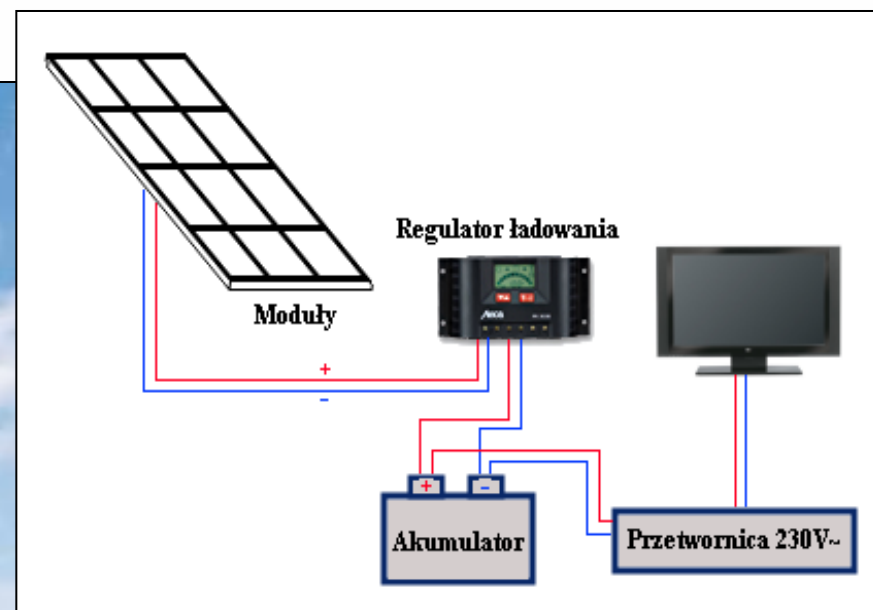 Regulator ładowania
Moduły
+
−
+
−
Akumulator
Przetwornica 230V~